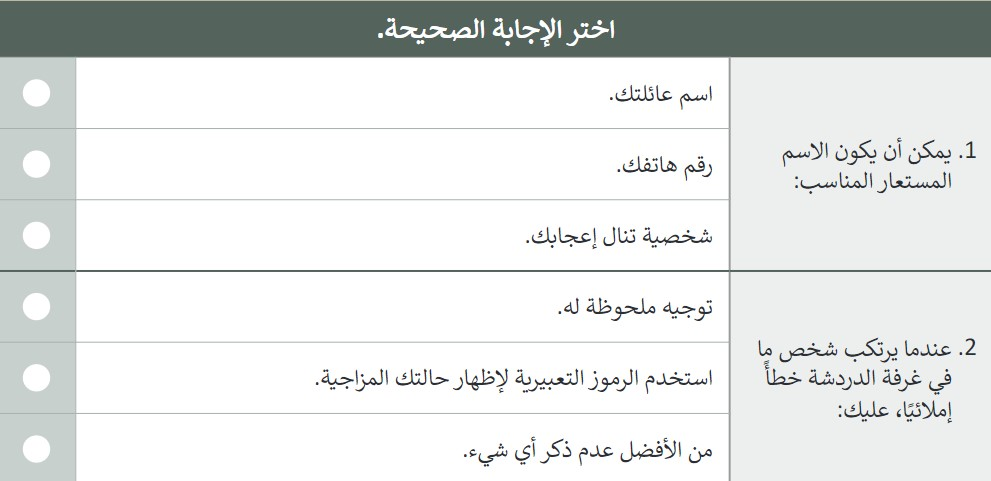 اختر الإجابة الصحيحة.
1. يمكن أن يكون الاسم
المستعار المناسب:
اسم عائلتك.
رقم هاتفك.
شخصية تنال إعجابك.
2. عندما يرتكب شخص ما
في غرفة الدردشة خطأً
إملائيًا، عليك:
توجيه ملحوظة له.
استخدم الرموز التعبيرية لإظهار حالتك المزاجية.
من الأفضل عدم ذكر أي شيء.